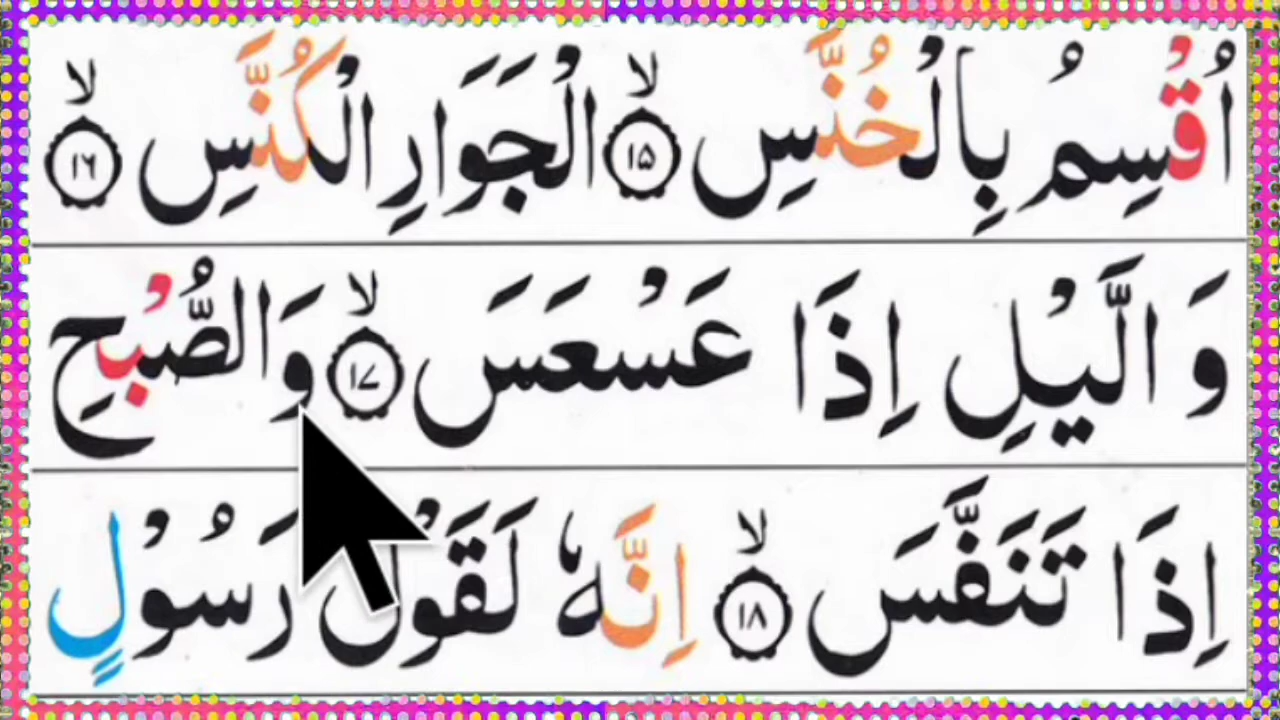 اُقْسِمُ بِالْخُنَّسِ ۙ‏﴿۱۵﴾ الْجَوَارِ الْكُنَّسِ ۙ‏﴿۱۶﴾
وَ الَّيْلِ اِذَا عَسْعَسَ ۙ‏﴿۱۷﴾ وَالصُّبْحِ
اِذَا تَنَفَّسَ ۙ‏﴿۱۸﴾ اِنَّهٗ لَقَوْلُ رَسُوْلٍ